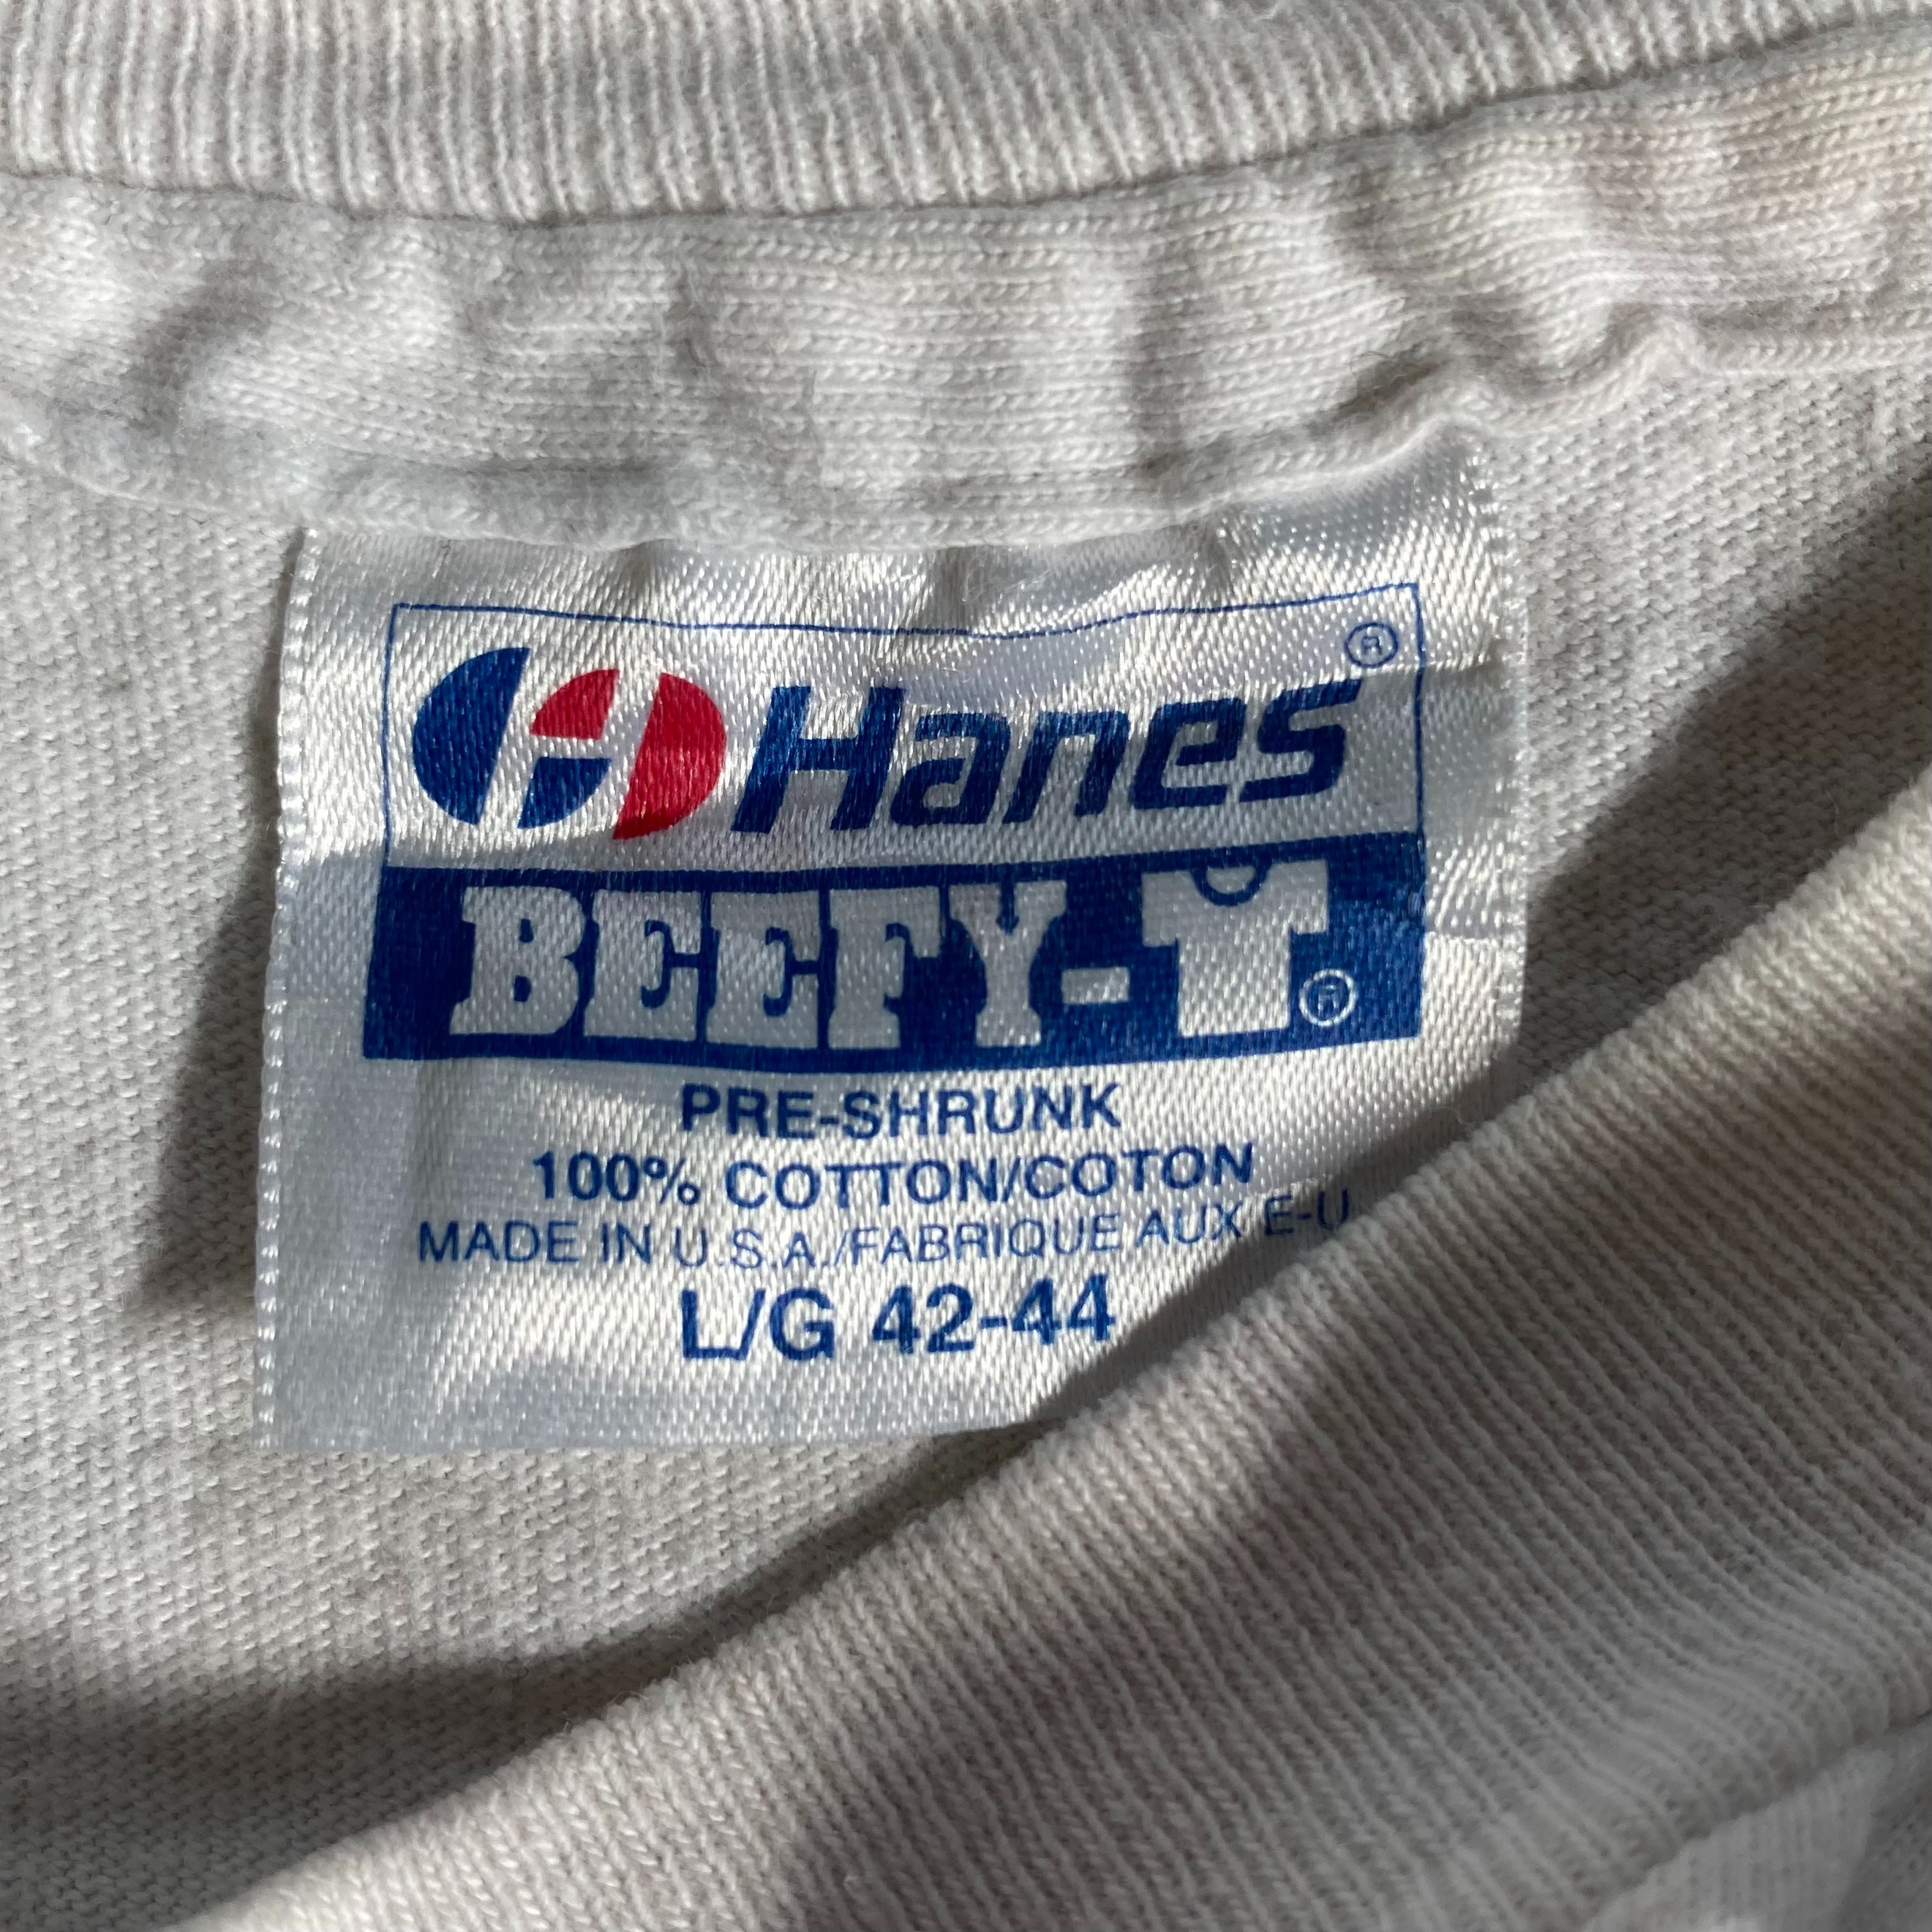 Hanes®
BEEFY-T®
PRE-SHRUNK
100% COTTON/COTON
MADE IN U.S.A./FABRIQUE AUX E-U
L/G 42-44